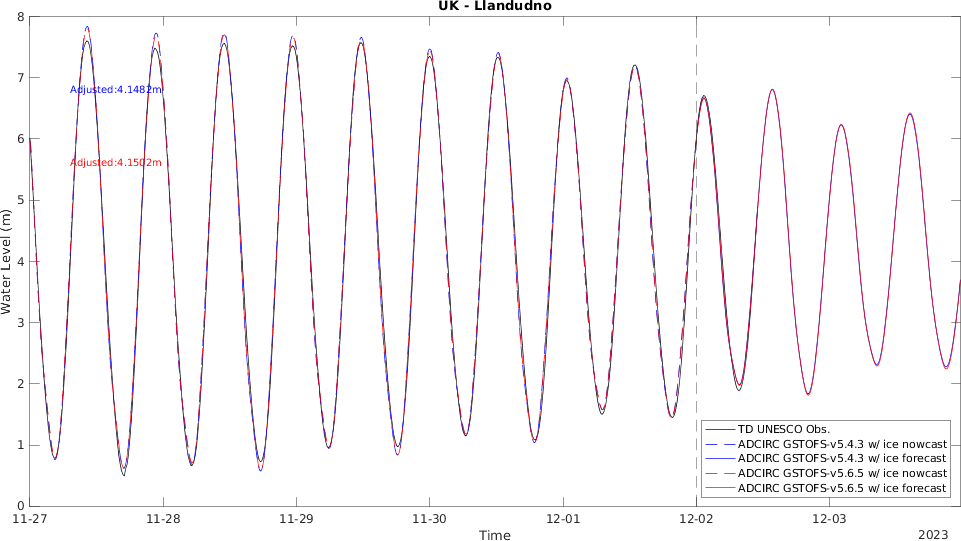 UK - Llandudno
8
7
6
5
4
3
2
1
0
Water Level (m)
Adjusted:4.1482m
Adjusted:4.1502m
TD UNESCO Obs.
ADCIRC GSTOFS-v5.4.3 w/ ice nowcast
ADCIRC GSTOFS-v5.4.3 w/ ice forecast
ADCIRC GSTOFS-v5.6.5 w/ ice nowcast
ADCIRC GSTOFS-v5.6.5 w/ ice forecast
11-27 11-28 11-29 11-30 12-01 12-02 12-03
Time
2023